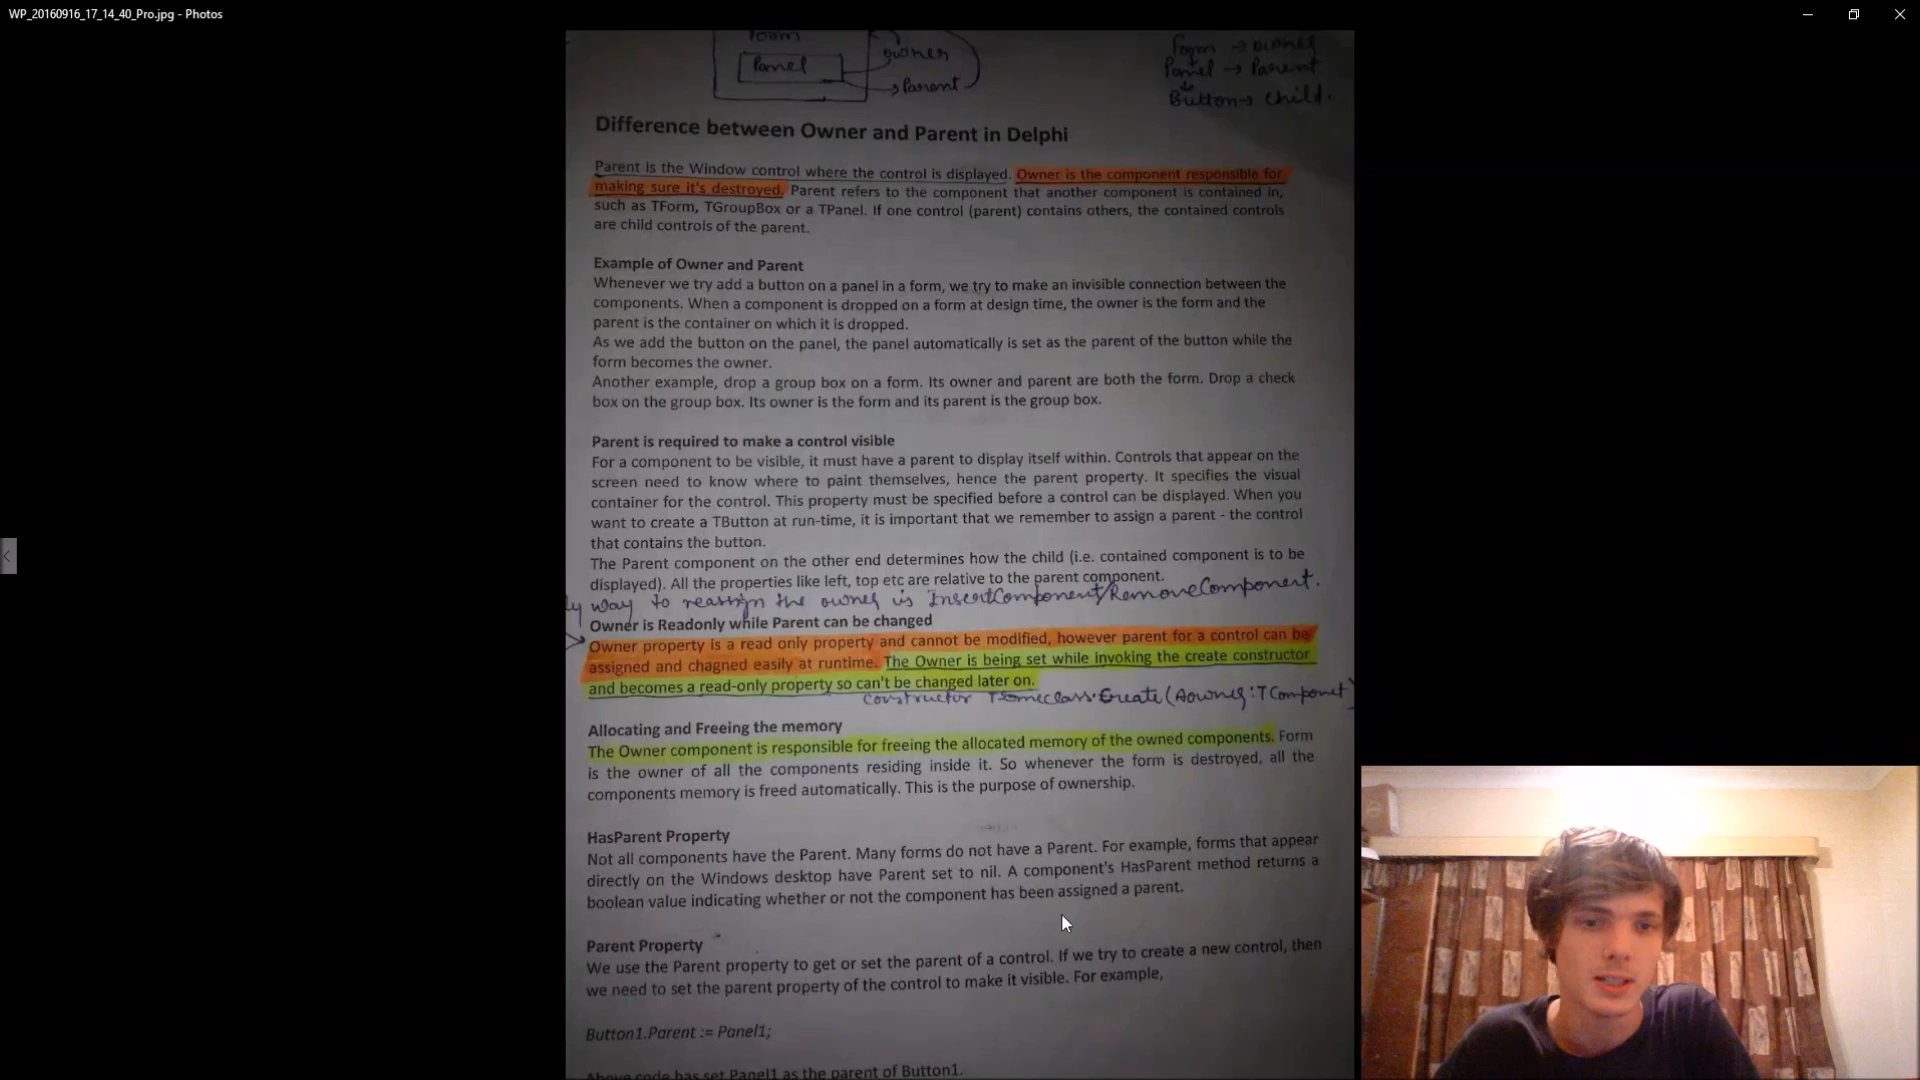 WP_20160916_17_14_40_Pro.jpg - Photos
Form
Panel
owner
Parent
Form → owner
Panel → Parent
Button → child.
Difference between Owner and Parent in Delphi
Parent is the Window control where the control is displayed. Owner is the component responsible for
making sure it's destroyed. Parent refers to the component that another component is contained in,
such as TForm, TGroupBox or a TPanel. If one control (parent) contains others, the contained controls
are child controls of the parent.
Example of Owner and Parent
Whenever we try add a button on a panel in a form, we try to make an invisible connection between the
components. When a component is dropped on a form at design time, the owner is the form and the
parent is the container on which it is dropped.
As we add the button on the panel, the panel automatically is set as the parent of the button while the
form becomes the owner.
Another example, drop a group box on a form. Its owner and parent are both the form. Drop a check
box on the group box. Its owner is the form and its parent is the group box.
Parent is required to make a control visible
For a component to be visible, it must have a parent to display itself within. Controls that appear on the
screen need to know where to paint themselves, hence the parent property. It specifies the visual
container for the control. This property must be specified before a control can be displayed. When you
want to create a TButton at run-time, it is important that we remember to assign a parent - the control
that contains the button.
The Parent component on the other end determines how the child (i.e. contained component is to be
displayed). All the properties like left, top etc are relative to the parent component.
ly way to reassign the owner is InsertComponent/RemoveComponent.
Owner is Readonly while Parent can be changed
Owner property is a read only property and cannot be modified, however parent for a control can be
assigned and chagned easily at runtime. The Owner is being set while invoking the create constructor
and becomes a read-only property so can't be changed later on.
constructor TSomeclass.Create(Aowner:TComponet)
Allocating and Freeing the memory
The Owner component is responsible for freeing the allocated memory of the owned components. Form
is the owner of all the components residing inside it. So whenever the form is destroyed, all the
components memory is freed automatically. This is the purpose of ownership.
HasParent Property
Not all components have the Parent. Many forms do not have a Parent. For example, forms that appear
directly on the Windows desktop have Parent set to nil. A component's HasParent method returns a
boolean value indicating whether or not the component has been assigned a parent.
Parent Property
We use the Parent property to get or set the parent of a control. If we try to create a new control, then
we need to set the parent property of the control to make it visible. For example,
Button1.Parent := Panel1;
Above code has set Panel1 as the parent of Button1.